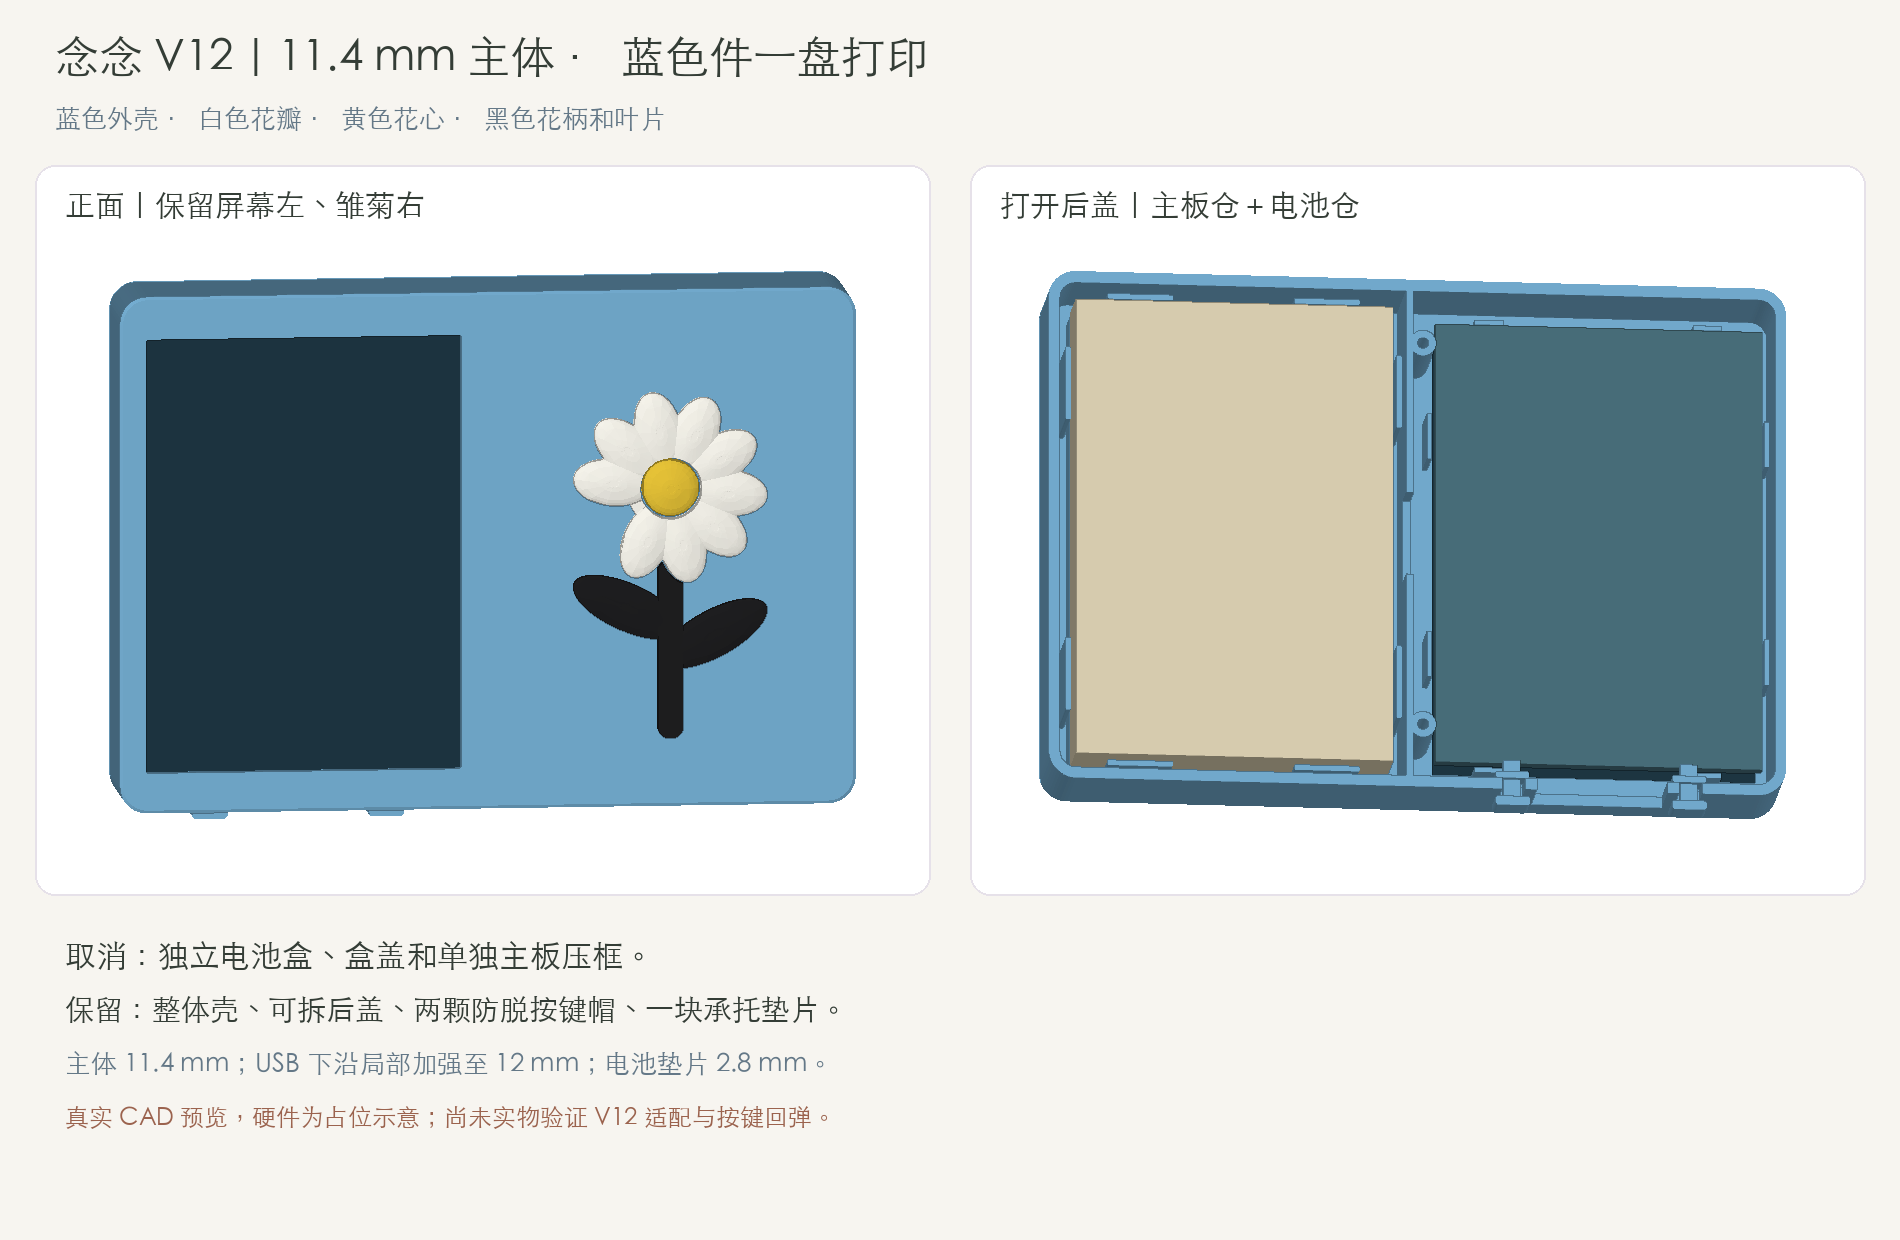 念念 V12 | 11.4 mm 主体 · 蓝色件一盘打印
蓝色外壳 · 白色花瓣 · 黄色花心 · 黑色花柄和叶片
正面 | 保留屏幕左、雏菊右
打开后盖 | 主板仓 + 电池仓
取消：独立电池盒、盒盖和单独主板压框。
保留：整体壳、可拆后盖、两颗防脱按键帽、一块承托垫片。
主体 11.4 mm；USB 下沿局部加强至 12 mm；电池垫片 2.8 mm。
真实 CAD 预览，硬件为占位示意；尚未实物验证 V12 适配与按键回弹。